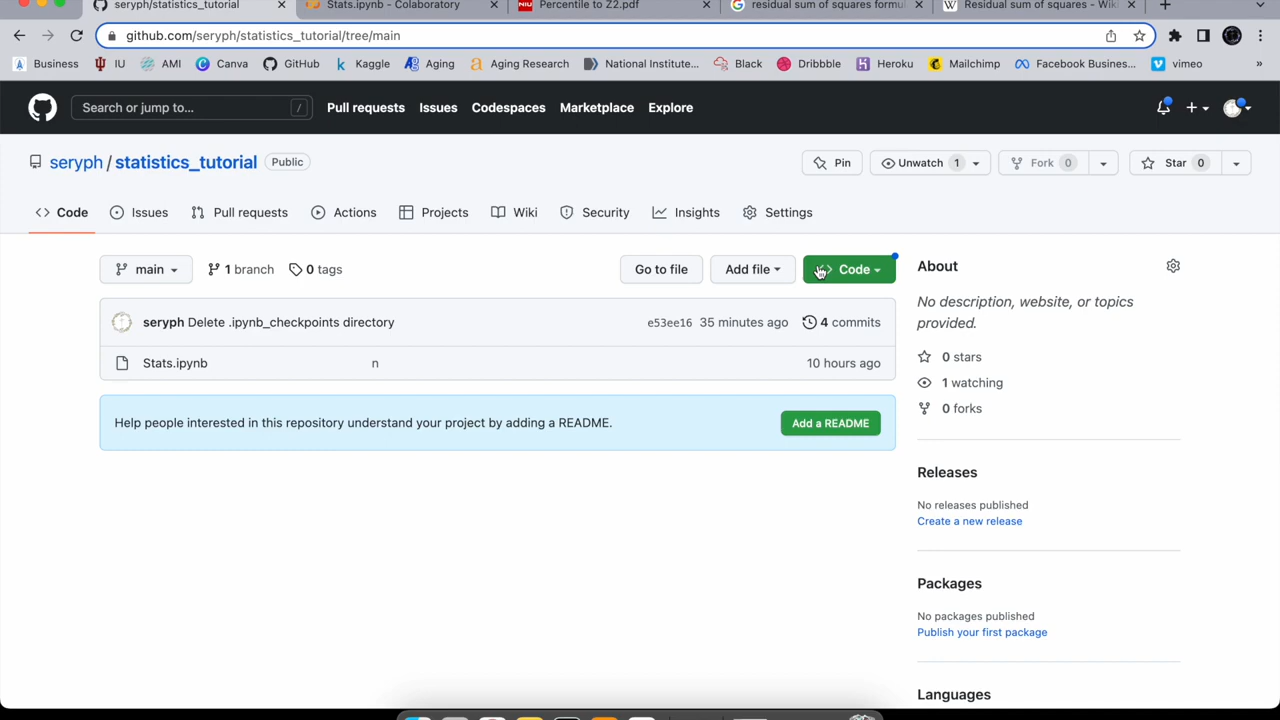 seryph/statistics_tutorial Stats.ipynb - Colaboratory NIU Percentile to Z2.pdf residual sum of squares formul Residual sum of squares - Wiki
github.com/seryph/statistics_tutorial/tree/main
Business IU AMI Canva GitHub Kaggle Aging Aging Research National Institute... Black Dribbble Heroku Mailchimp Facebook Busines... vimeo »
Search or jump to... / Pull requests Issues Codespaces Marketplace Explore
seryph / statistics_tutorial Public Pin Unwatch 1 Fork 0 Star 0
Code Issues Pull requests Actions Projects Wiki Security Insights Settings
main 1 branch 0 tags Go to file Add file Code
About
No description, website, or topics
provided.
seryph Delete .ipynb_checkpoints directory e53ee16 35 minutes ago 4 commits
Stats.ipynb n 10 hours ago
0 stars
1 watching
0 forks
Help people interested in this repository understand your project by adding a README. Add a README
Releases
No releases published
Create a new release
Packages
No packages published
Publish your first package
Languages